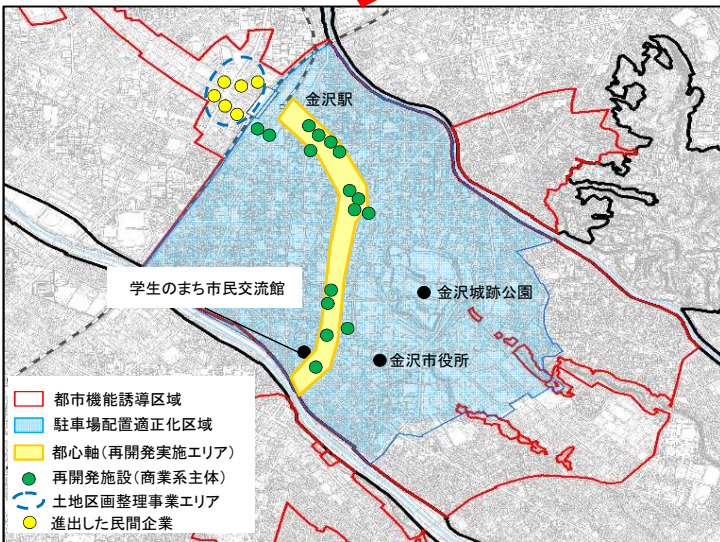 金沢駅
学生のまち市民交流館
金沢城跡公園
金沢市役所
都市機能誘導区域
駐車場配置適正化区域
都心軸(再開発実施エリア)
再開発施設(商業系主体)
土地区画整理事業エリア
進出した民間企業